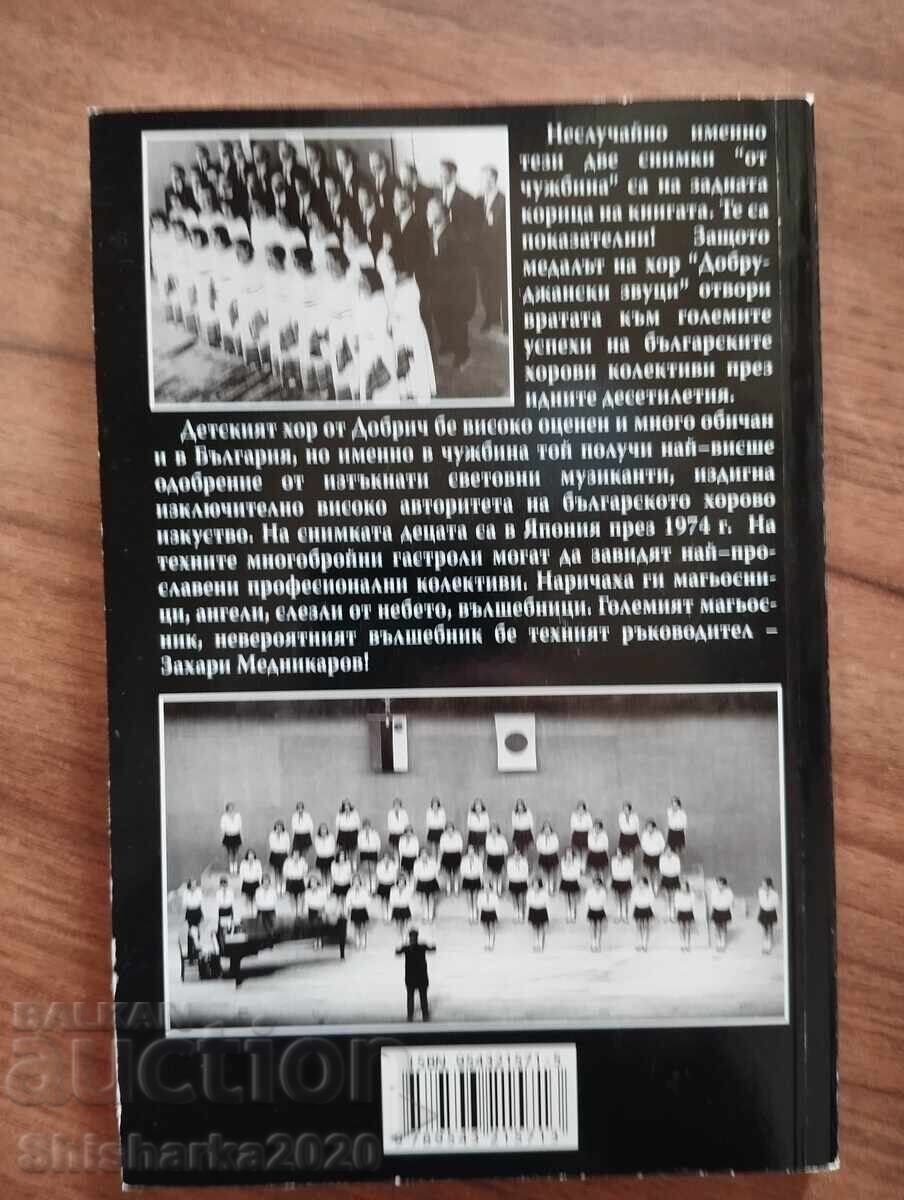 Неслучайно именно
тези две снимки "от
чужбина" са на задната
корица на книгата. Те са
показателни! Защото
медалът на хор "Добру-
джански звуци" отвори
вратата към големите
успехи на българските
хорови колективи през
идните десетилетия.
Детският хор от Добрич бе високо оценен и много обичан
и в България, но именно в чужбина той получи най=висше
одобрение от изтъкнати световни музиканти, издигна
изключително високо авторитета на българското хорово
изкуство. На снимката децата са в Япония през 1974 г. На
техните многобройни гастроли могат да завидят най=про-
славени професионални колективи. Наричаха ги магьосни-
ци, ангели, слезли от небето, вълшебници. Големият магьос-
ник, невероятният вълшебник бе техният ръководител =
Захари Медникаров!
BALKAN
auction
Shisharka2020
ISBN 954321571 5